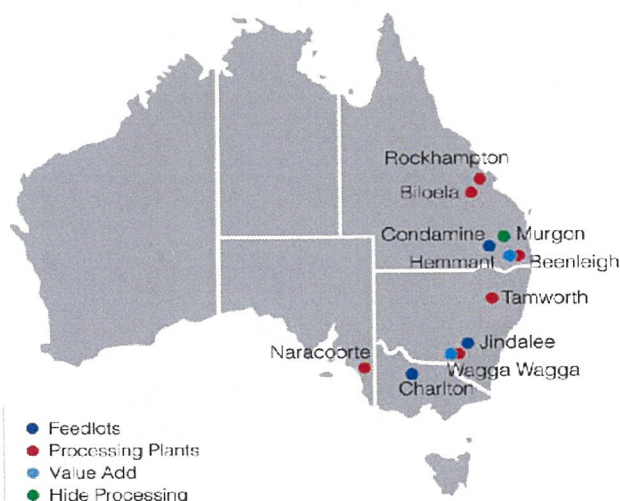 Rockhampton
Biloela
Condamine
Murgon
Hemmant
Beenleigh
Tamworth
Jindalee
Naracoorte
Wagga Wagga
Charlton
Feedlots
Processing Plants
Value Add
Hide Processing